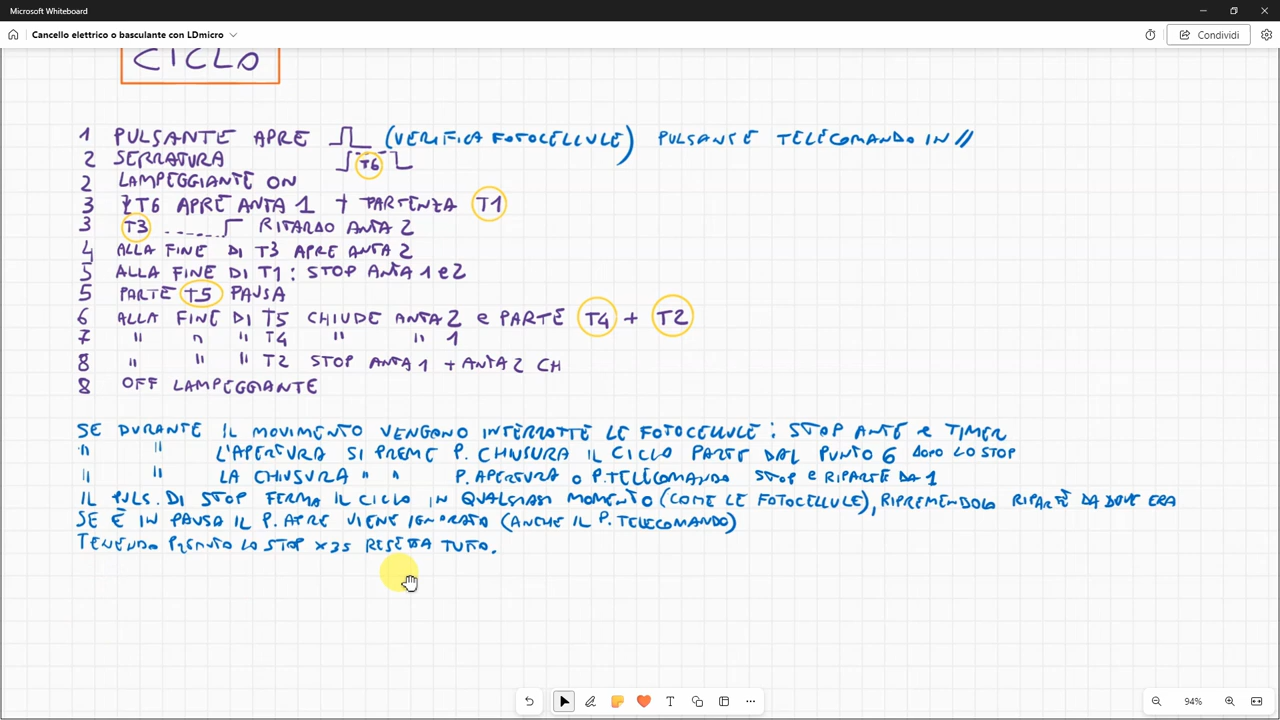 Microsoft Whiteboard
Cancello elettrico o basculante con LDmicro
Condividi
CICLO
1 PULSANTE APRE (VERIFICA FOTOCELLULE) PULSANTE TELECOMANDO IN //
2 SERRATURA T6
2 LAMPEGGIANTE ON
3 T6 APRE ANTA 1 + PARTENZA T1
3 T3 ...... RITARDO ANTA 2
4 ALLA FINE DI T3 APRE ANTA 2
5 ALLA FINE DI T1 : STOP ANTA 1 e 2
5 PARTE T5 PAUSA
6 ALLA FINE DI T5 CHIUDE ANTA 2 e PARTE T4 + T2
7 " " " T4 " " 1
8 " " " T2 STOP ANTA 1 + ANTA 2 CH
8 OFF LAMPEGGIANTE
SE DURANTE IL MOVIMENTO VENGONO INTERROTTE LE FOTOCELLULE : STOP ANTE e TIMER
" " L'APERTURA SI PREME P. CHIUSURA IL CICLO PARTE DAL PUNTO 6 DOPO LO STOP
" " LA CHIUSURA " " P. APERTURA O P. TELECOMANDO STOP e RIPARTE DA 1
IL PULS. DI STOP FERMA IL CICLO IN QUALSIASI MOMENTO (COME LE FOTOCELLULE), RIPREMENDOLO RIPARTE DA DOVE ERA
SE È IN PAUSA IL P. APRE VIENE IGNORATO (ANCHE IL P. TELECOMANDO)
TENENDO PREMUTO LO STOP X 3S RESETTA TUTTO.
94%